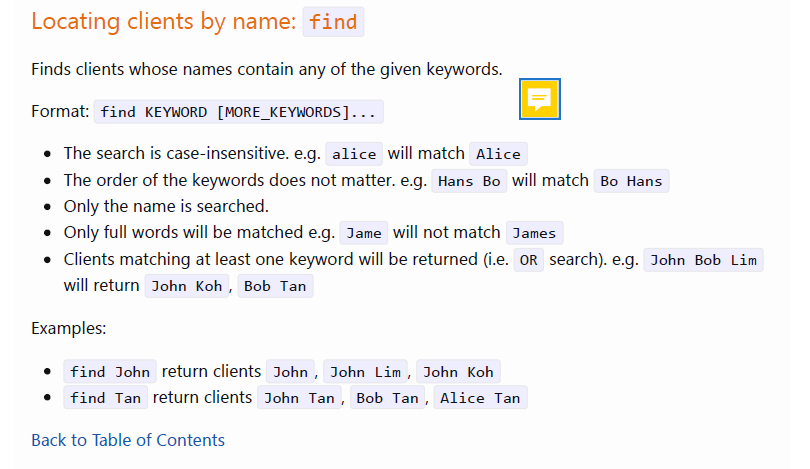 Locating clients by name: find
Finds clients whose names contain any of the given keywords.
Format: find KEYWORD [MORE_KEYWORDS]...
The search is case-insensitive. e.g. alice will match Alice
The order of the keywords does not matter. e.g. Hans Bo will match Bo Hans
Only the name is searched.
Only full words will be matched e.g. Jame will not match James
Clients matching at least one keyword will be returned (i.e. OR search). e.g. John Bob Lim
will return John Koh, Bob Tan
Examples:
find John return clients John, John Lim, John Koh
find Tan return clients John Tan, Bob Tan, Alice Tan
Back to Table of Contents